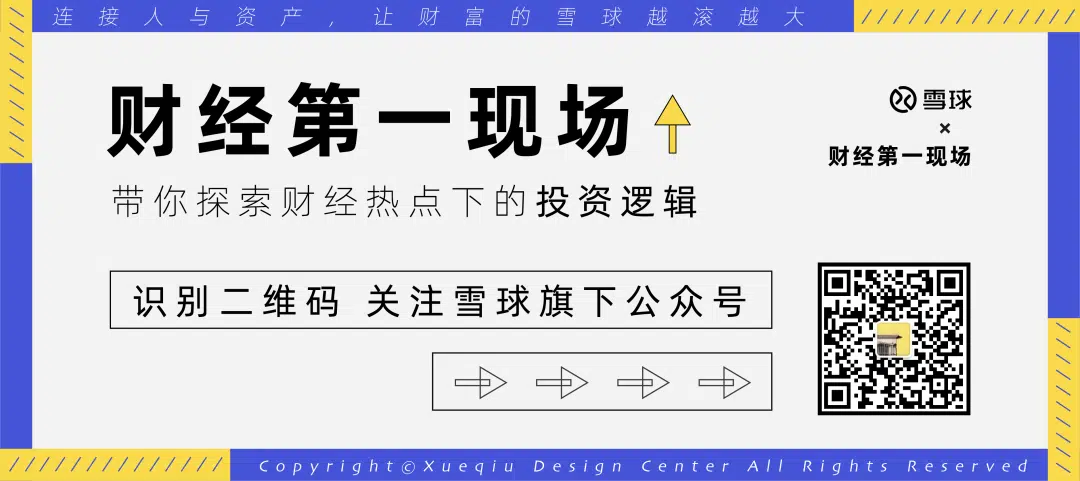 连接人与资产，让财富的雪球越滚越大
财经第一现场
雪球
×
财经第一现场
带你探索财经热点下的投资逻辑
识别二维码 关注雪球旗下公众号
Copyright©Xueqiu Design Center All Rights Reserved